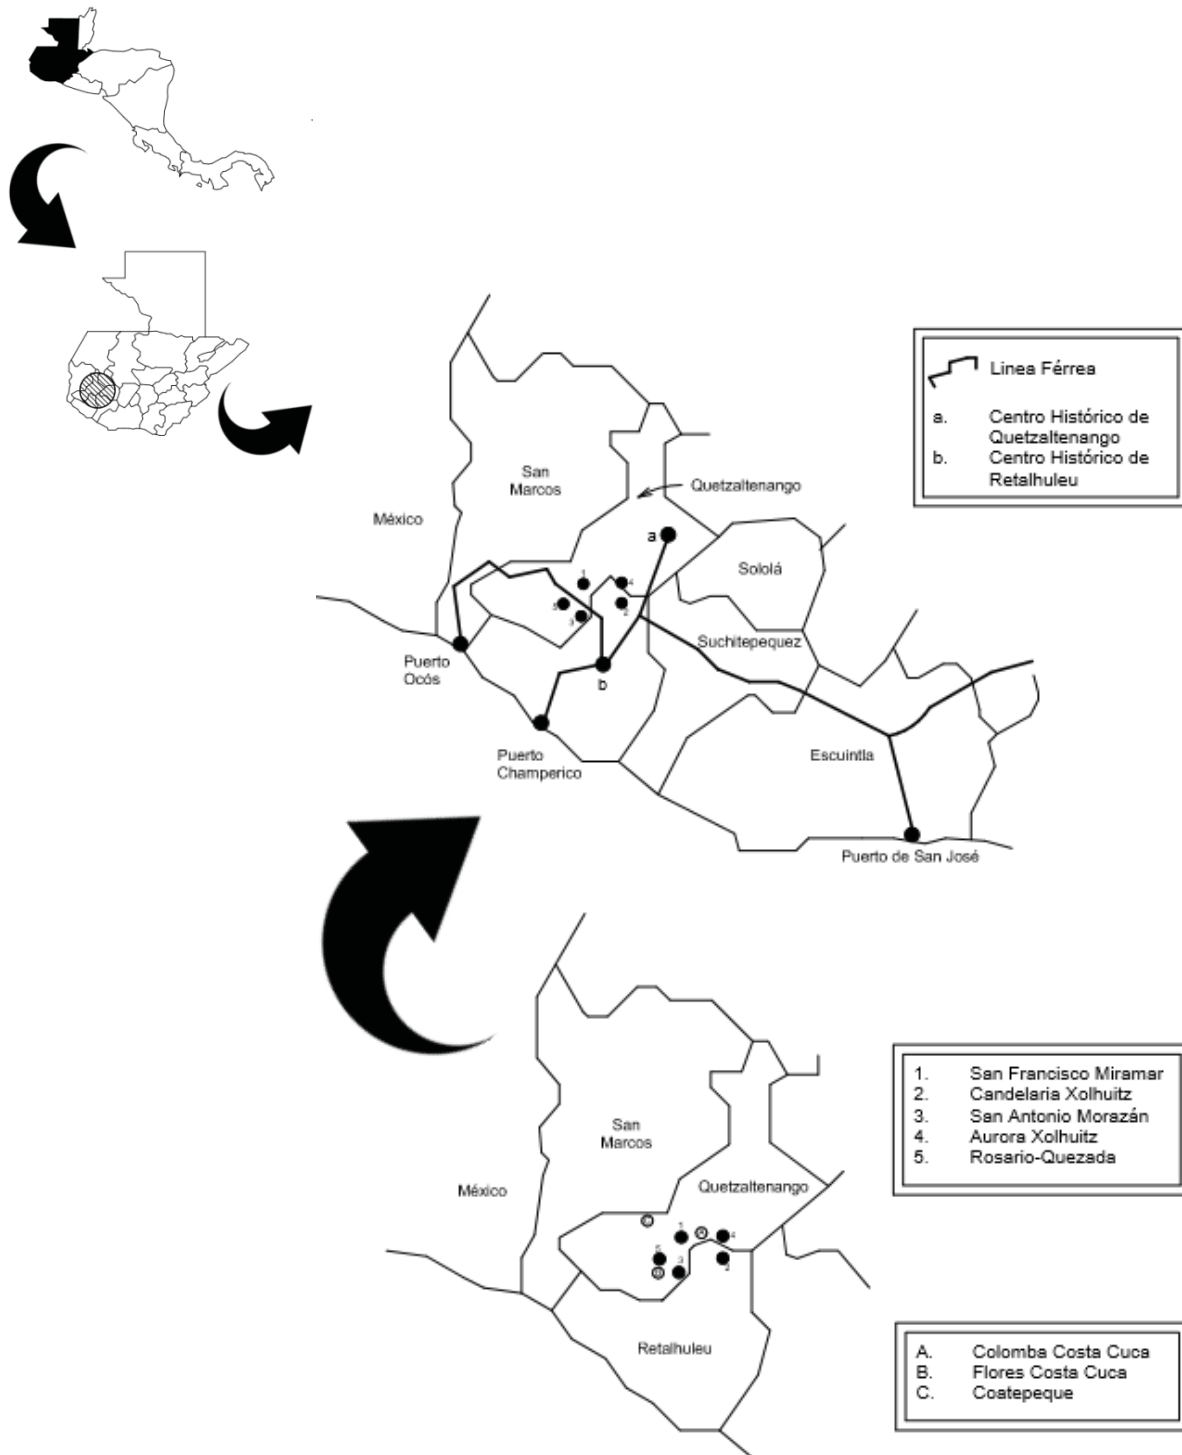 Linea Férrea
a. Centro Histórico de
Quetzaltenango
b. Centro Histórico de
Retalhuleu
San
Marcos
Quetzaltenango
México
a
Sololá
1
4
5
2
3
Suchitepequez
Puerto
Ocós
b
Puerto
Champerico
Escuintla
Puerto de San José
San
Marcos
México
Quetzaltenango
C
A
4
5
3
Retalhuleu
1. San Francisco Miramar
2. Candelaria Xolhuitz
3. San Antonio Morazán
4. Aurora Xolhuitz
5. Rosario-Quezada
A. Colomba Costa Cuca
B. Flores Costa Cuca
C. Coatepeque